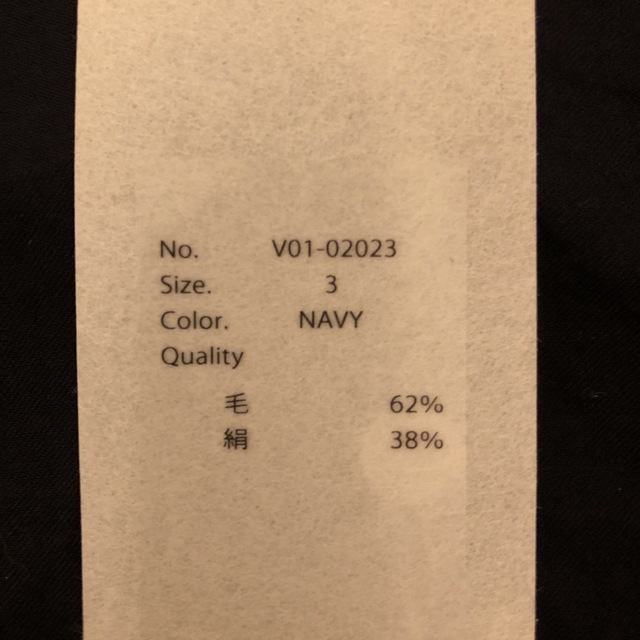 No. V01-02023
Size. 3
Color. NAVY
Quality
毛 62%
絹 38%